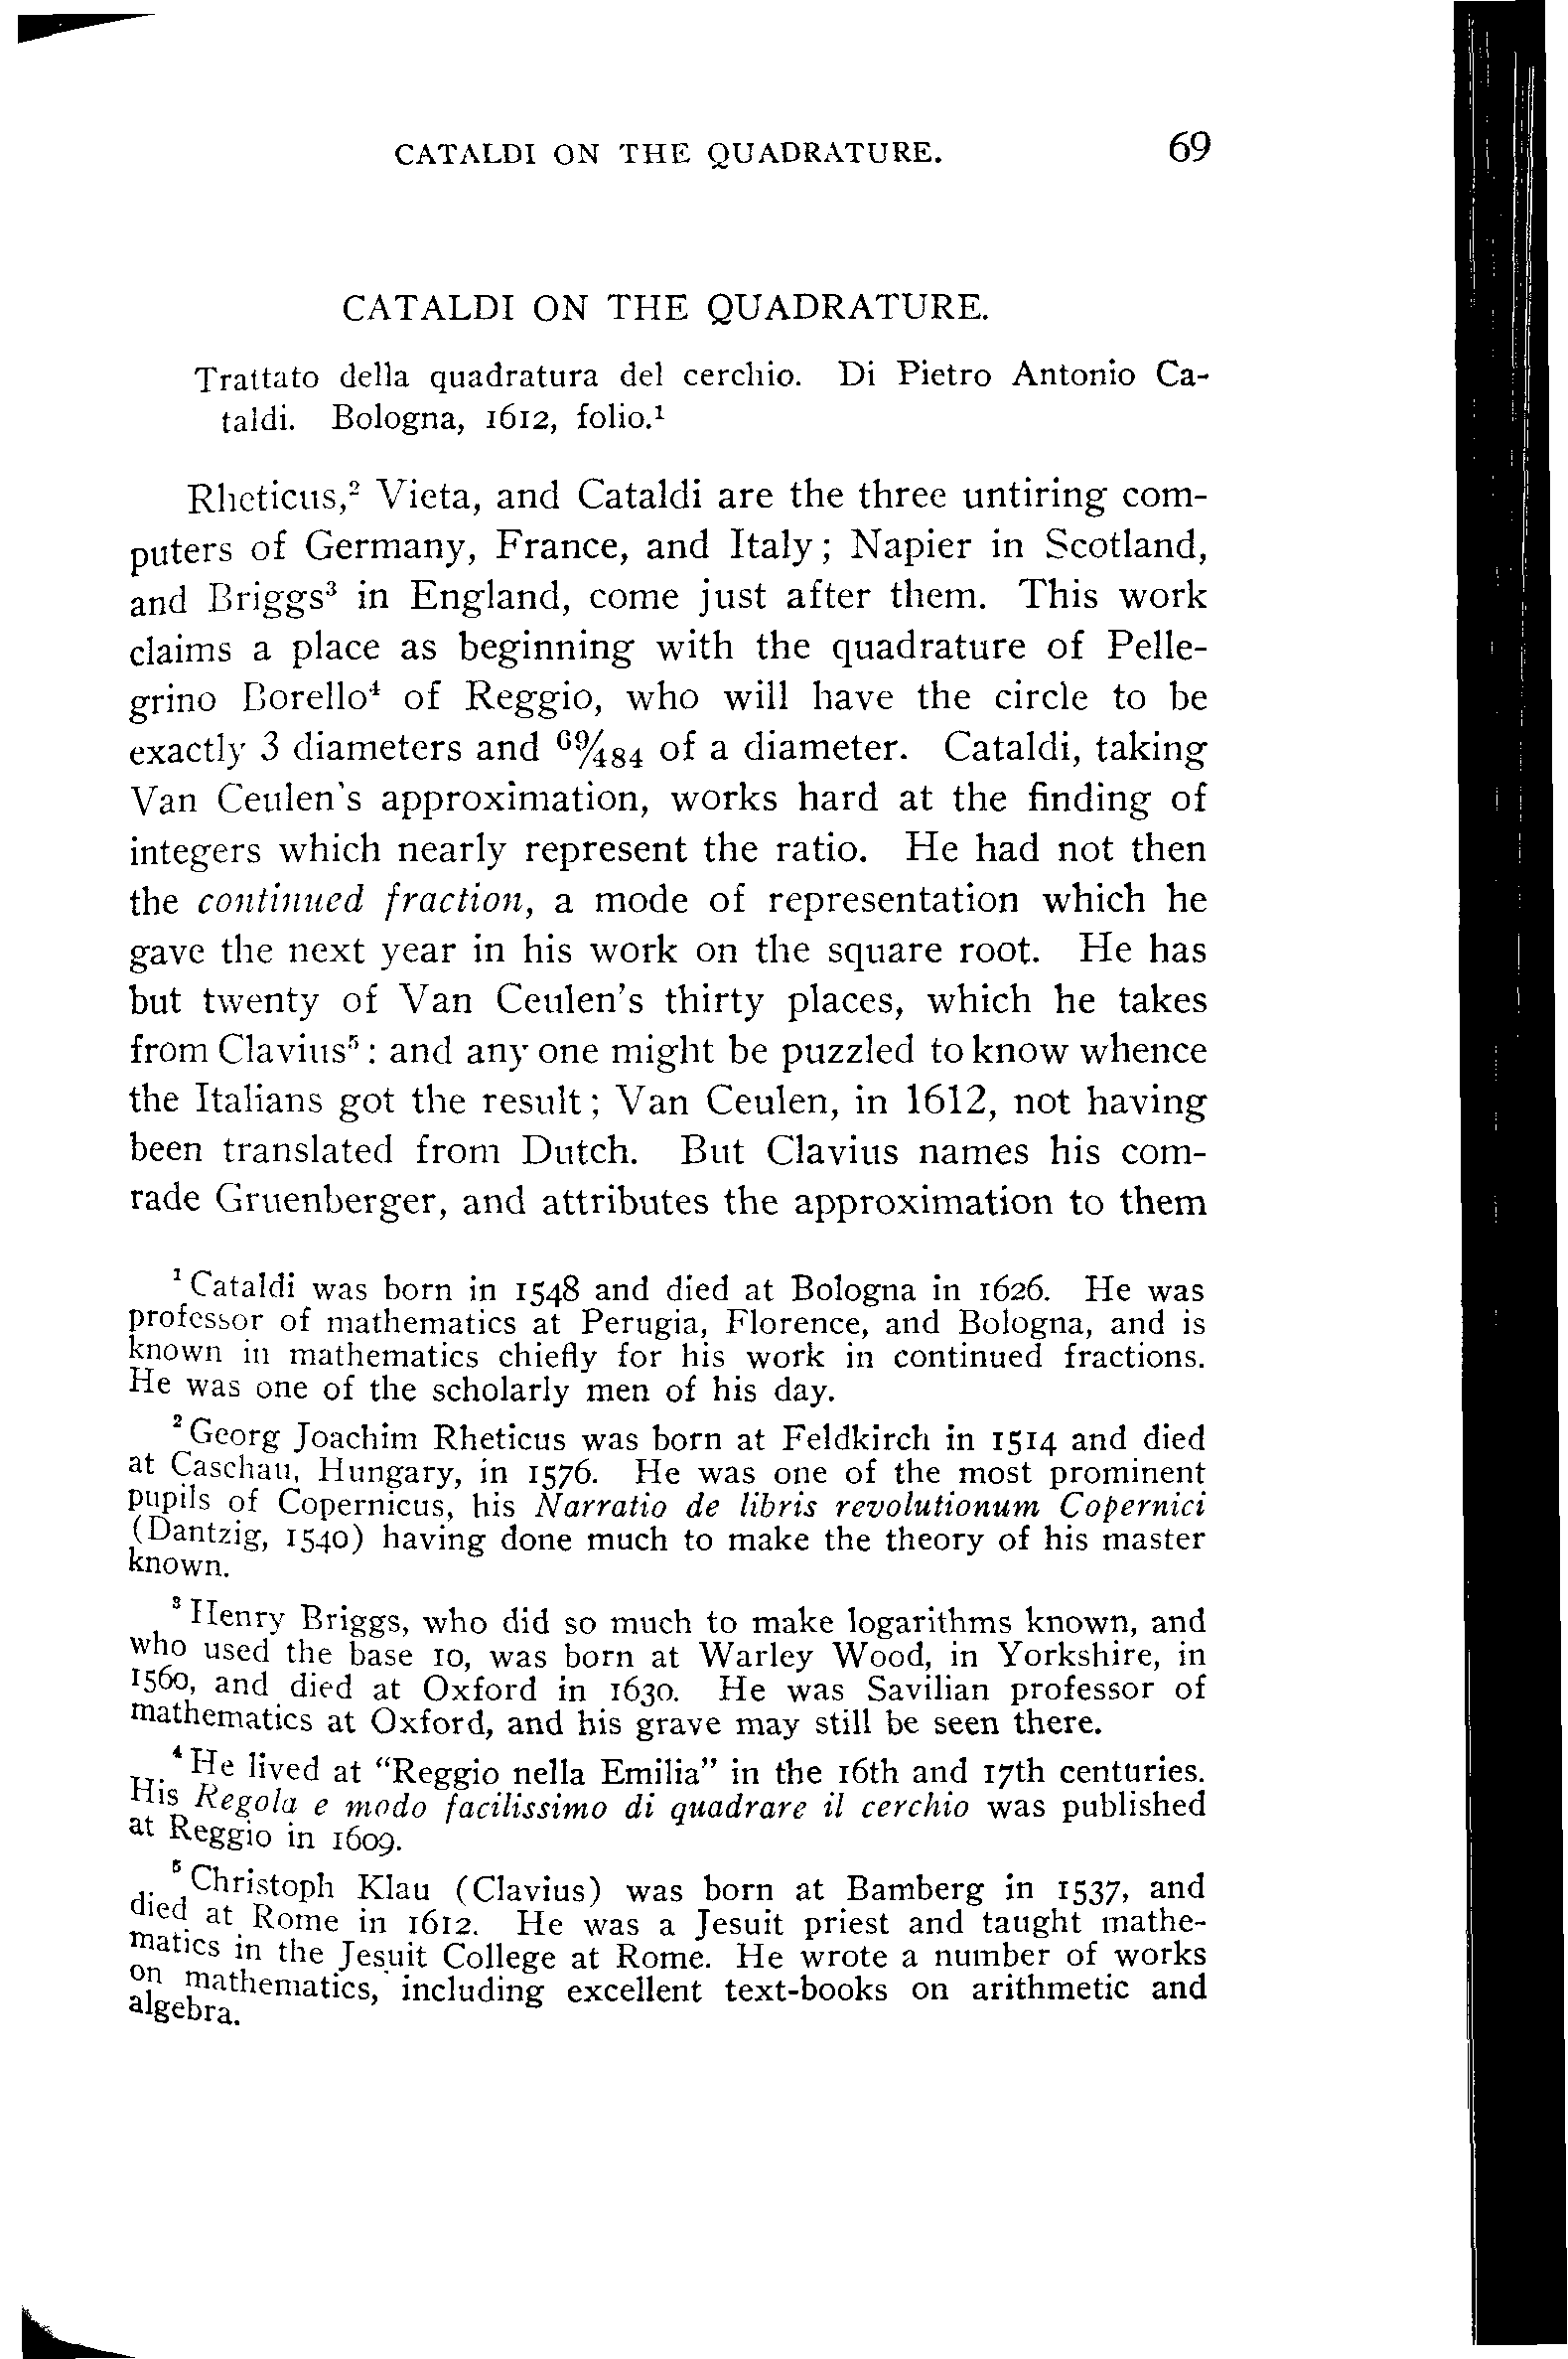 CATALDI ON THE QUADRATURE. 69
CATALDI ON THE QUADRATURE.
Trattato della quadratura del cerchio. Di Pietro Antonio Ca-
taldi. Bologna, 1612, folio.¹
Rheticus,² Vieta, and Cataldi are the three untiring com-
puters of Germany, France, and Italy; Napier in Scotland,
and Briggs³ in England, come just after them. This work
claims a place as beginning with the quadrature of Pelle-
grino Borello⁴ of Reggio, who will have the circle to be
exactly 3 diameters and ⁶⁹⁄₄₈₄ of a diameter. Cataldi, taking
Van Ceulen's approximation, works hard at the finding of
integers which nearly represent the ratio. He had not then
the continued fraction, a mode of representation which he
gave the next year in his work on the square root. He has
but twenty of Van Ceulen's thirty places, which he takes
from Clavius⁵: and any one might be puzzled to know whence
the Italians got the result; Van Ceulen, in 1612, not having
been translated from Dutch. But Clavius names his com-
rade Gruenberger, and attributes the approximation to them
¹ Cataldi was born in 1548 and died at Bologna in 1626. He was
professor of mathematics at Perugia, Florence, and Bologna, and is
known in mathematics chiefly for his work in continued fractions.
He was one of the scholarly men of his day.
² Georg Joachim Rheticus was born at Feldkirch in 1514 and died
at Caschau, Hungary, in 1576. He was one of the most prominent
pupils of Copernicus, his Narratio de libris revolutionum Copernici
(Dantzig, 1540) having done much to make the theory of his master
known.
³ Henry Briggs, who did so much to make logarithms known, and
who used the base 10, was born at Warley Wood, in Yorkshire, in
1560, and died at Oxford in 1630. He was Savilian professor of
mathematics at Oxford, and his grave may still be seen there.
⁴ He lived at "Reggio nella Emilia" in the 16th and 17th centuries.
His Regola e modo facilissimo di quadrare il cerchio was published
at Reggio in 1609.
⁵ Christoph Klau (Clavius) was born at Bamberg in 1537, and
died at Rome in 1612. He was a Jesuit priest and taught mathe-
matics in the Jesuit College at Rome. He wrote a number of works
on mathematics, including excellent text-books on arithmetic and
algebra.